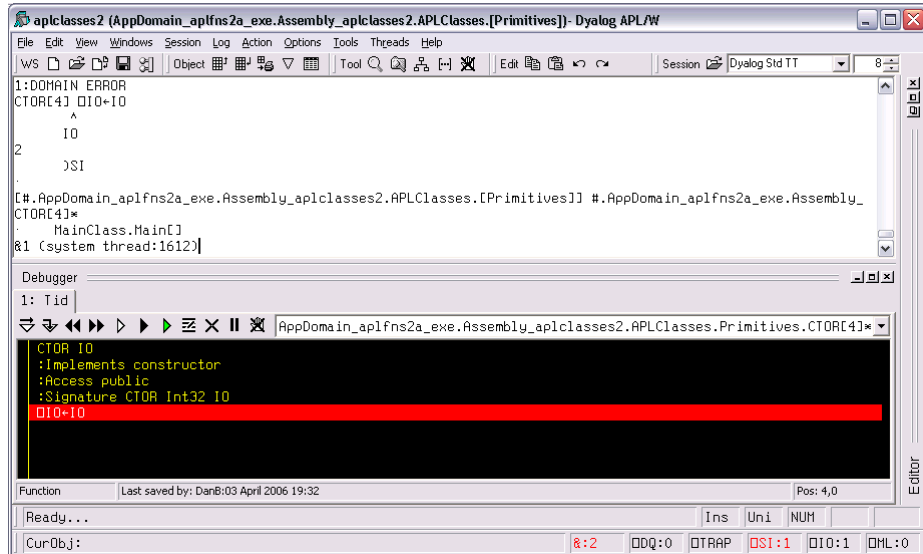 aplclasses2 (AppDomain_aplfns2a_exe.Assembly_aplclasses2.APLClasses.[Primitives])- Dyalog APL/W
File Edit View Windows Session Log Action Options Tools Threads Help
WS Object Tool Edit Session Dyalog Std TT 8
1:DOMAIN ERROR
CTOR[4] ⎕IO←IO
^
IO
2
)SI
·
[#.AppDomain_aplfns2a_exe.Assembly_aplclasses2.APLClasses.[Primitives]] #.AppDomain_aplfns2a_exe.Assembly_
CTOR[4]*
· MainClass.Main[]
&1 (system thread:1612)
Debugger
1: Tid
AppDomain_aplfns2a_exe.Assembly_aplclasses2.APLClasses.Primitives.CTOR[4]*
CTOR IO
:Implements constructor
:Access public
:Signature CTOR Int32 IO
⎕IO←IO
Editor
Function Last saved by: DanB:03 April 2006 19:32 Pos: 4,0
Ready... Ins Uni NUM
CurObj: &:2 ⎕DQ:0 ⎕TRAP ⎕SI:1 ⎕IO:1 ⎕ML:0